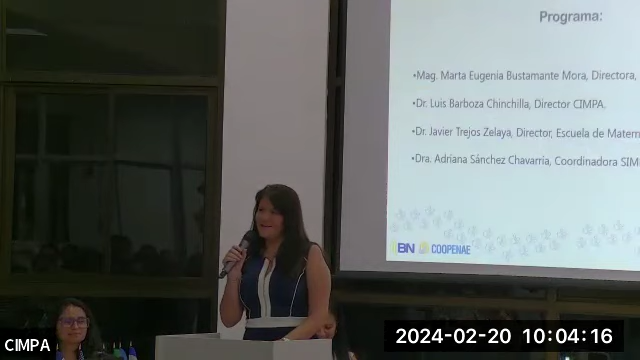 Programa:
•Mag. Marta Eugenia Bustamante Mora, Directora,
•Dr. Luis Barboza Chinchilla, Director CIMPA.
•Dr. Javier Trejos Zelaya, Director, Escuela de Matem
•Dra. Adriana Sánchez Chavarría, Coordinadora SIM
BN COOPENAE
CIMPA
2024-02-20 10:04:16